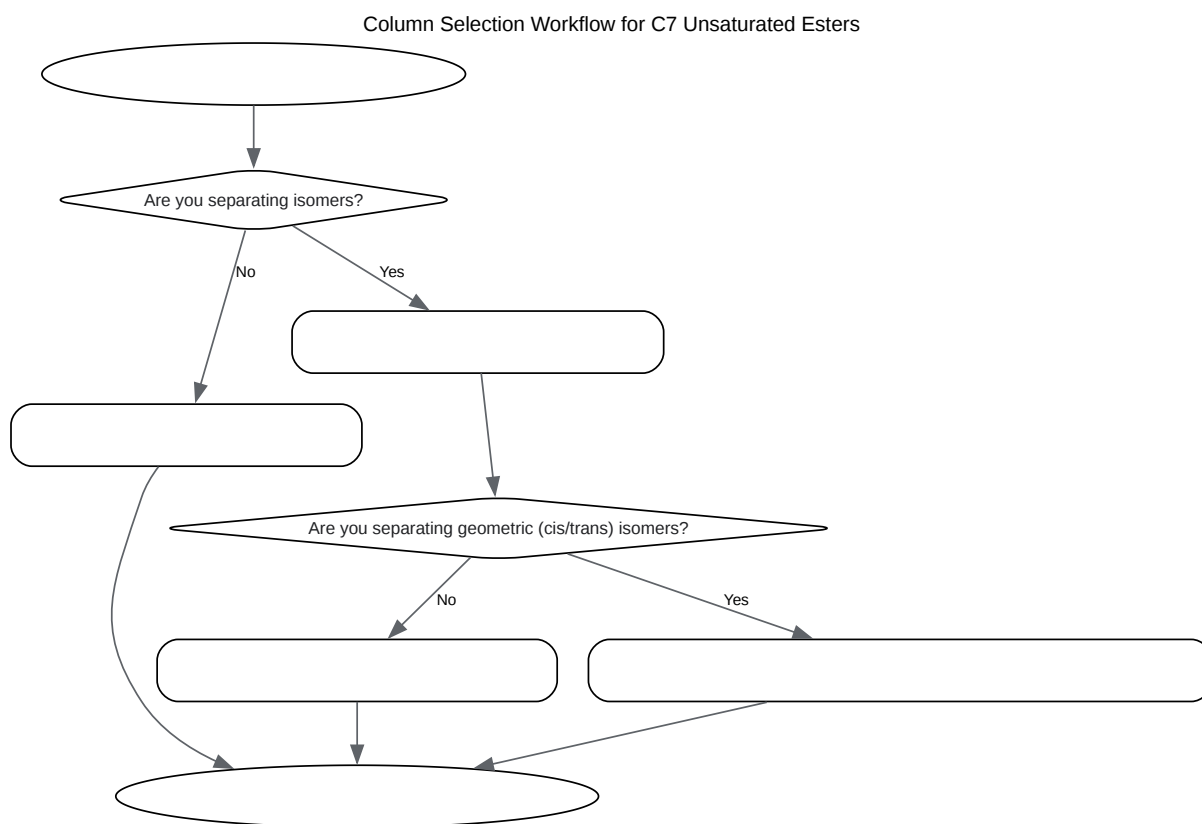 Column Selection Workflow for C7 Unsaturated Esters
Are you separating isomers?
No
Yes
Are you separating geometric (cis/trans) isomers?
No
Yes